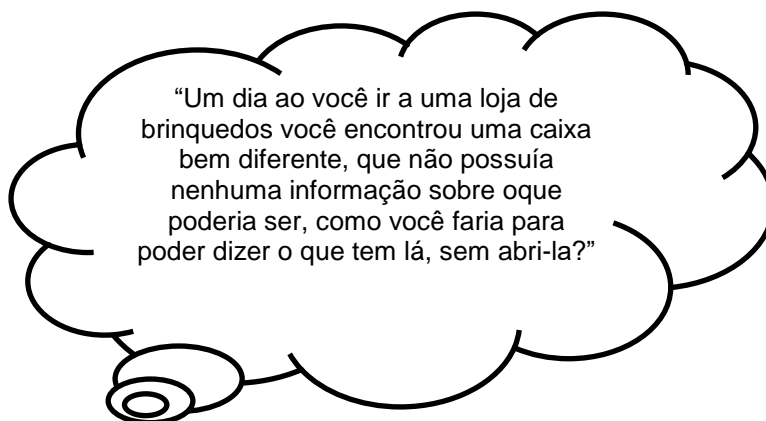 “Um dia ao você ir a uma loja de
brinquedos você encontrou uma caixa
bem diferente, que não possuía
nenhuma informação sobre oque
poderia ser, como você faria para
poder dizer o que tem lá, sem abri-la?”